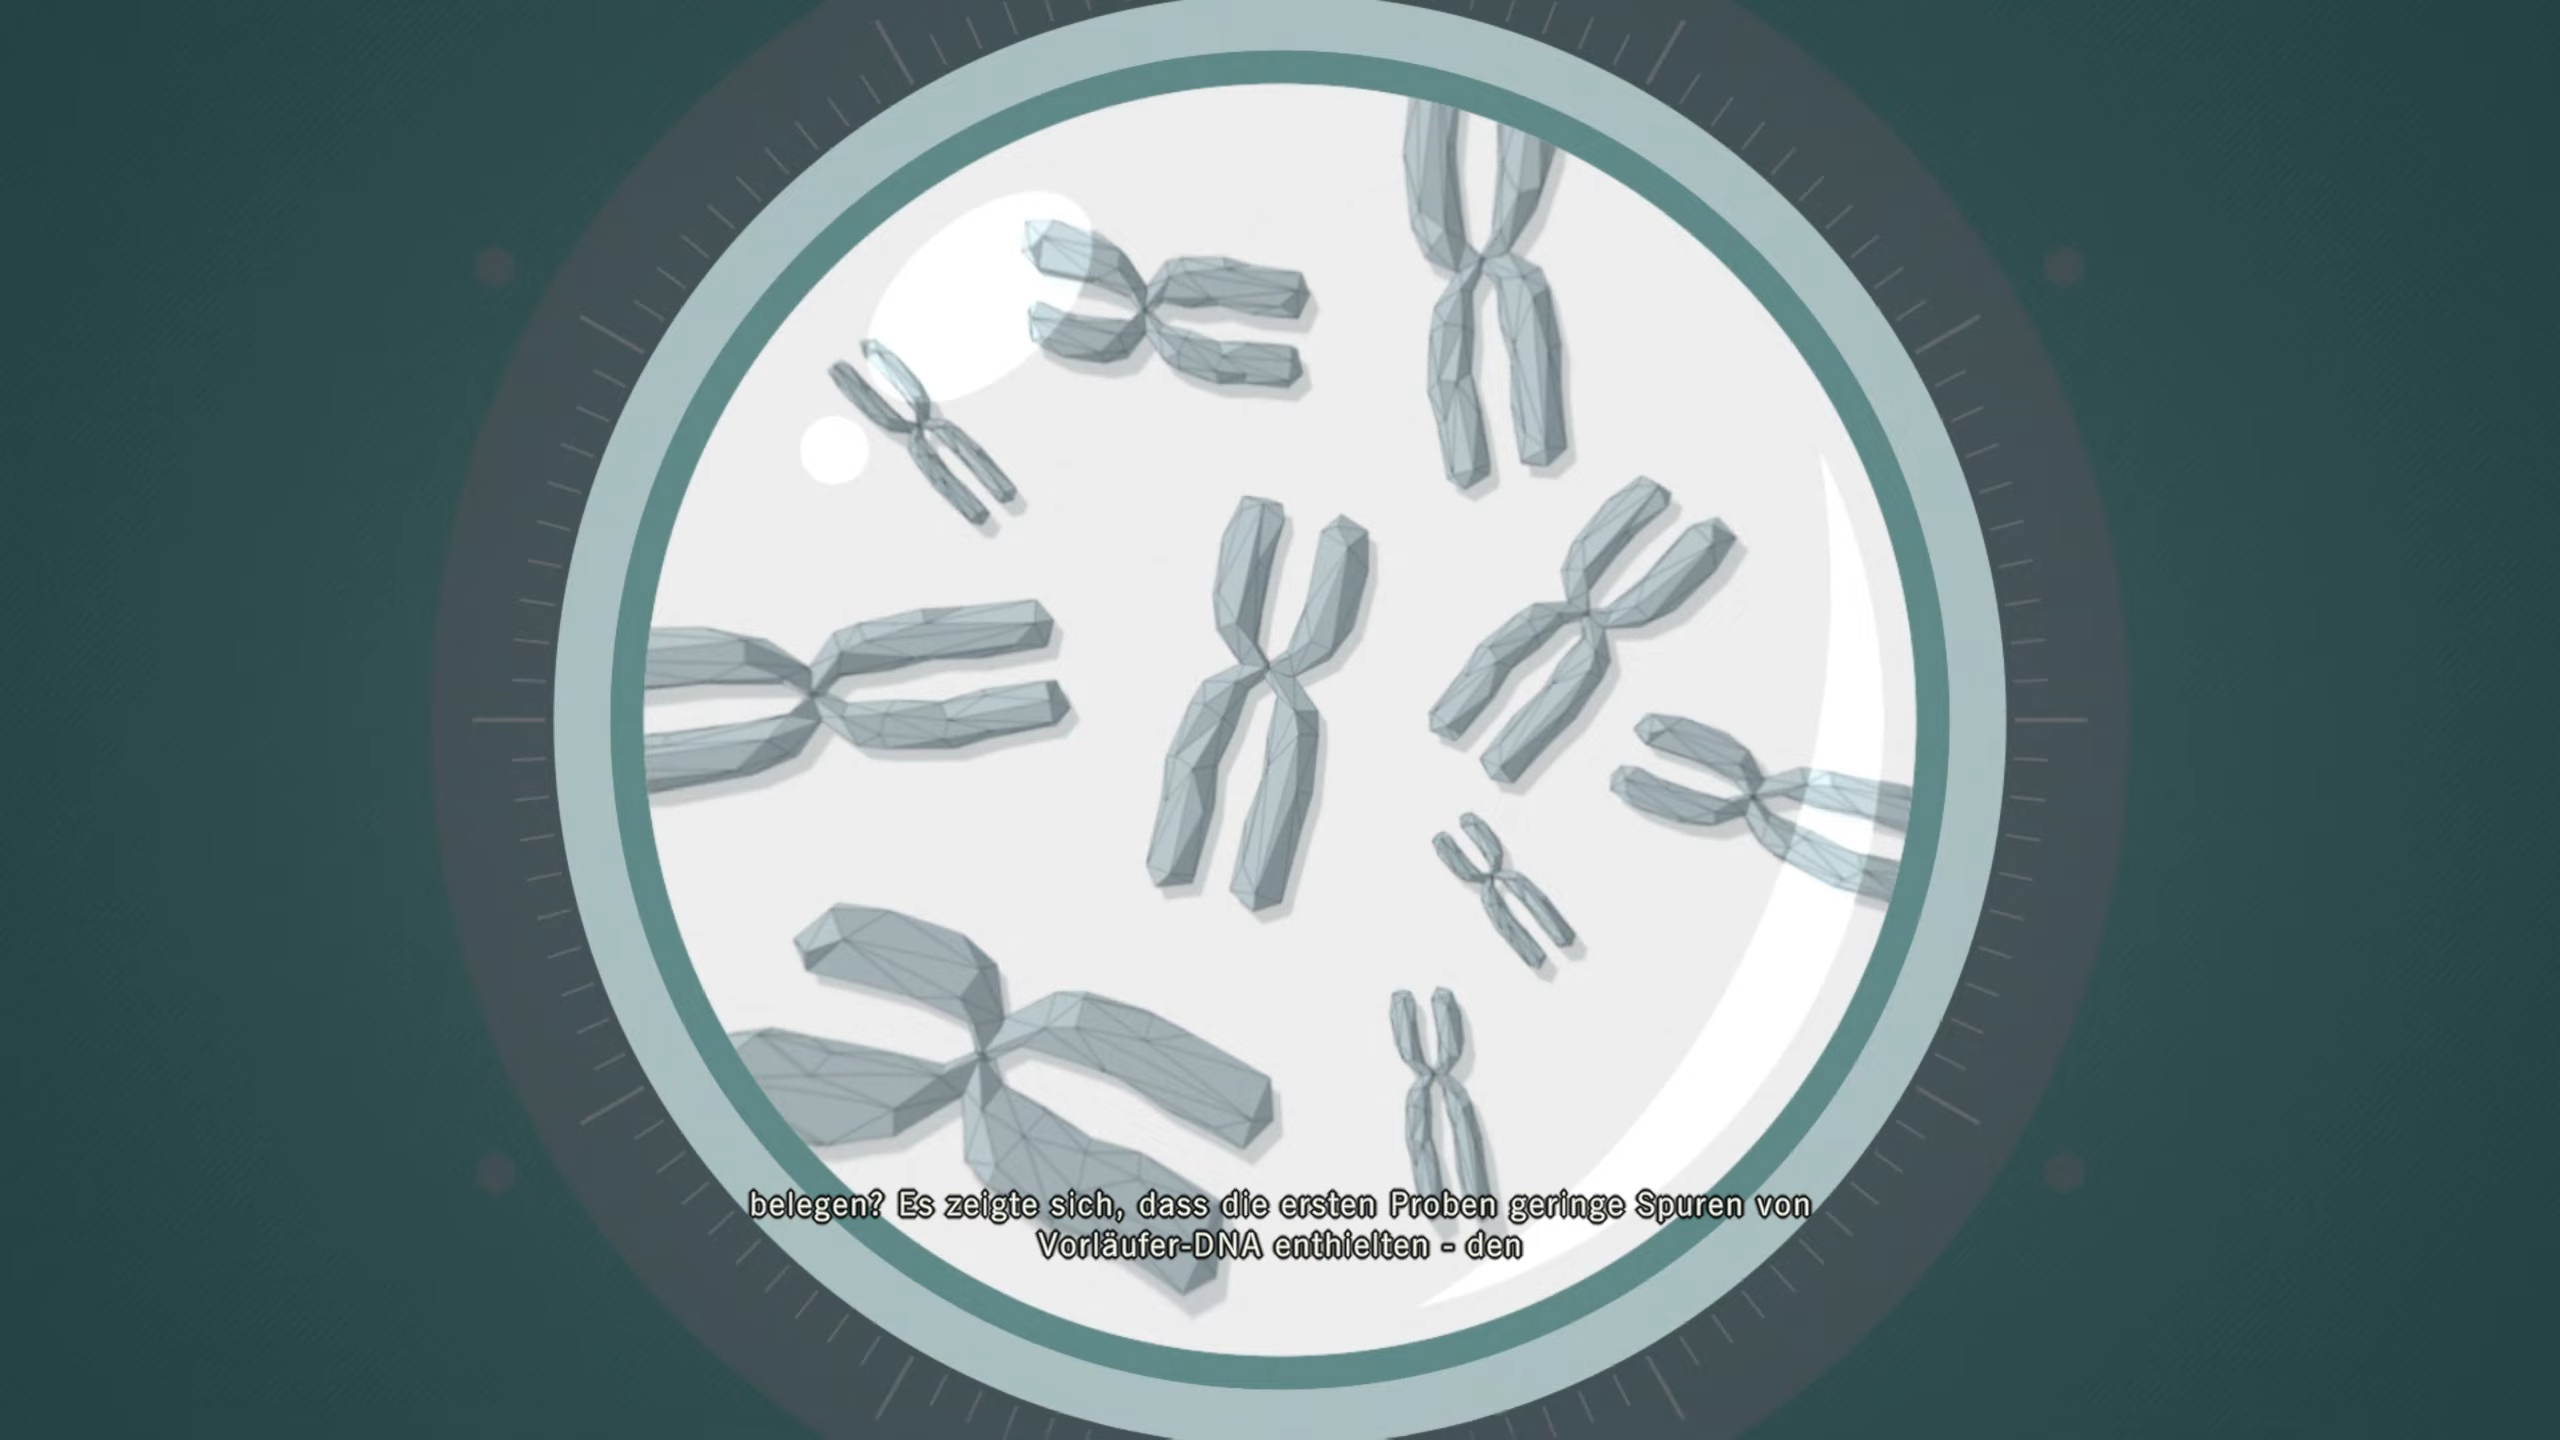 belegen? Es zeigte sich, dass die ersten Proben geringe Spuren von
Vorläufer-DNA enthielten - den